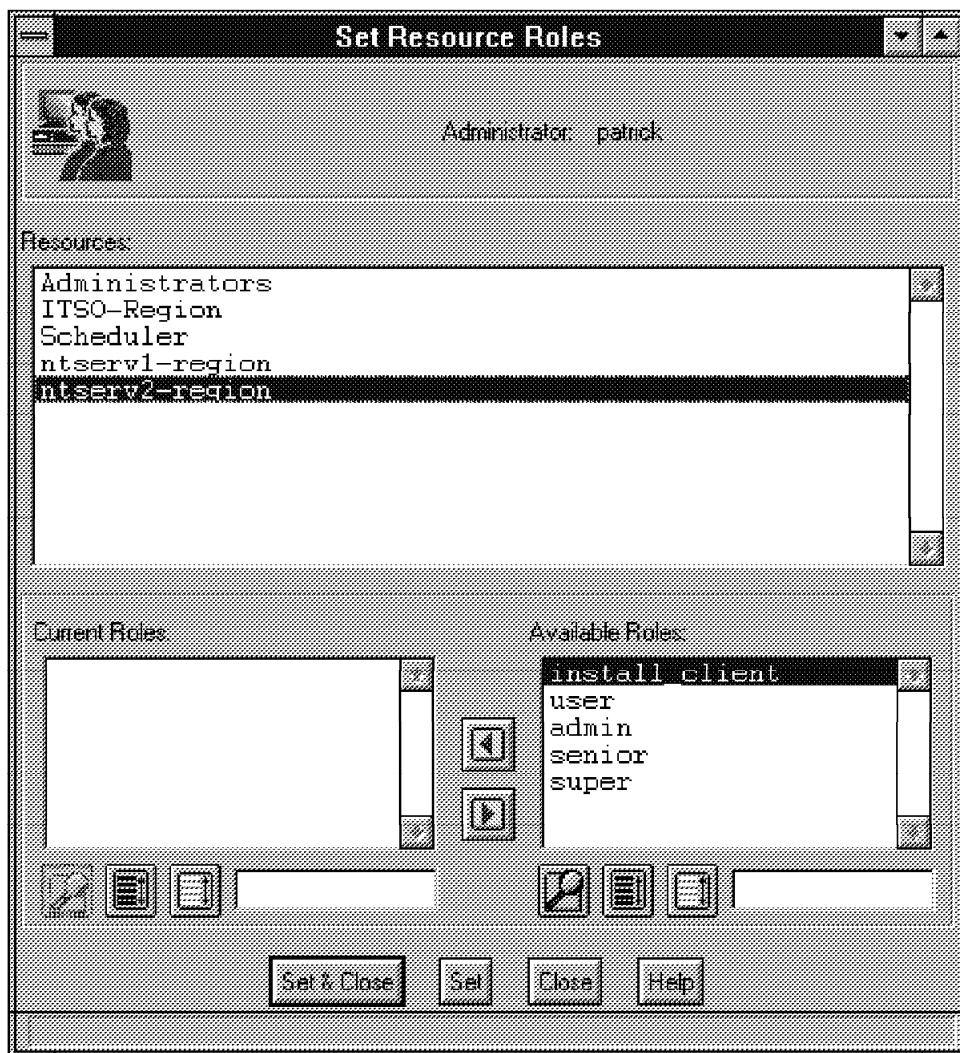 Set Resource Roles
Administrator: patrick
Resources:
Administrators
ITSO-Region
Scheduler
ntserv1-region
ntserv2-region
Current Roles:
Available Roles:
install_client
user
admin
senior
super
Set & Close
Set
Close
Help